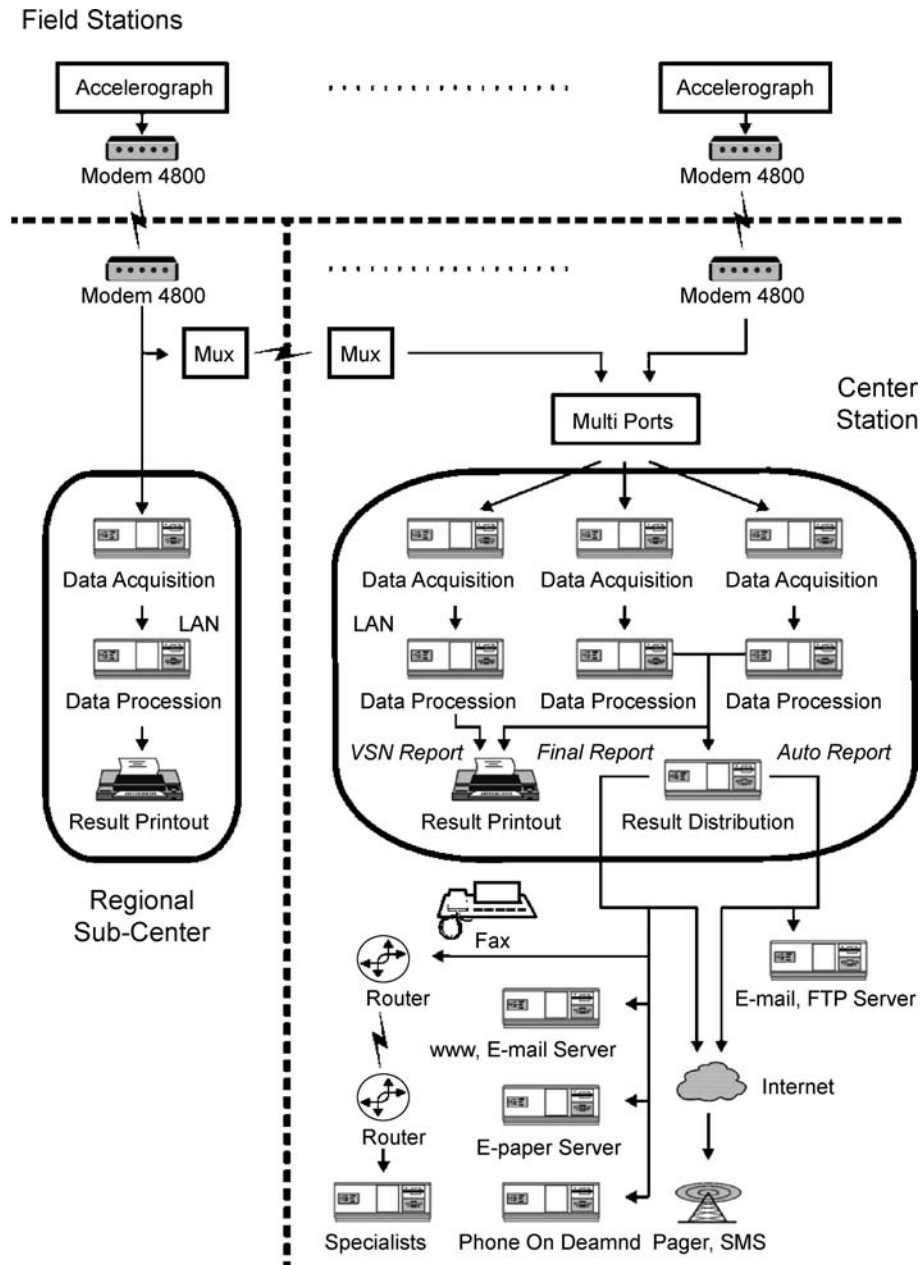 Field Stations
Accelerograph
Accelerograph
Modem 4800
Modem 4800
Modem 4800
Modem 4800
Mux
Mux
Center
Station
Multi Ports
Data Acquisition
Data Acquisition
Data Acquisition
Data Acquisition
LAN
LAN
Data Procession
Data Procession
Data Procession
Data Procession
VSN Report
Final Report
Auto Report
Result Printout
Result Printout
Result Distribution
Regional
Sub-Center
Fax
Router
E-mail, FTP Server
www, E-mail Server
Internet
Router
E-paper Server
Specialists
Phone On Deamnd
Pager, SMS